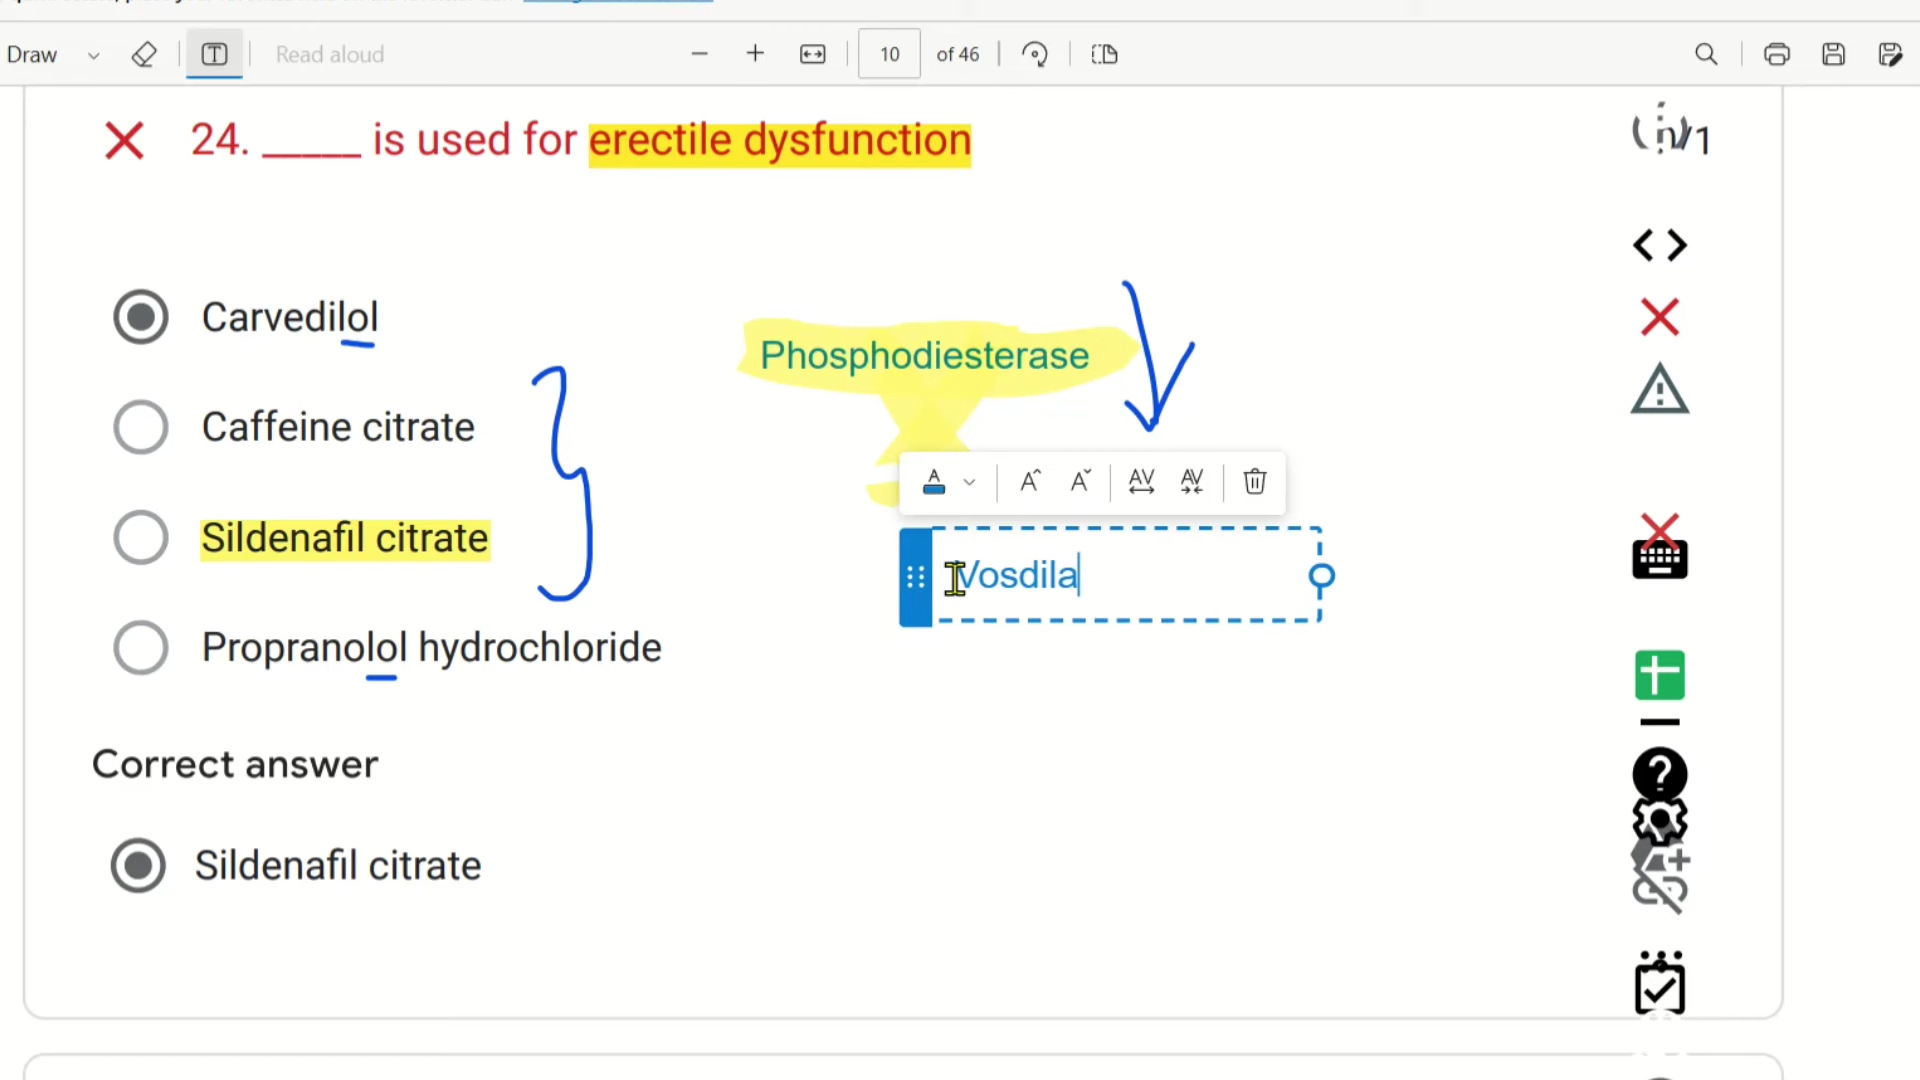 Draw
Read aloud
10
of 46
24. _____ is used for erectile dysfunction
/1
Carvedilol
Phosphodiesterase
Caffeine citrate
Sildenafil citrate
Vosdila
Propranolol hydrochloride
Correct answer
Sildenafil citrate